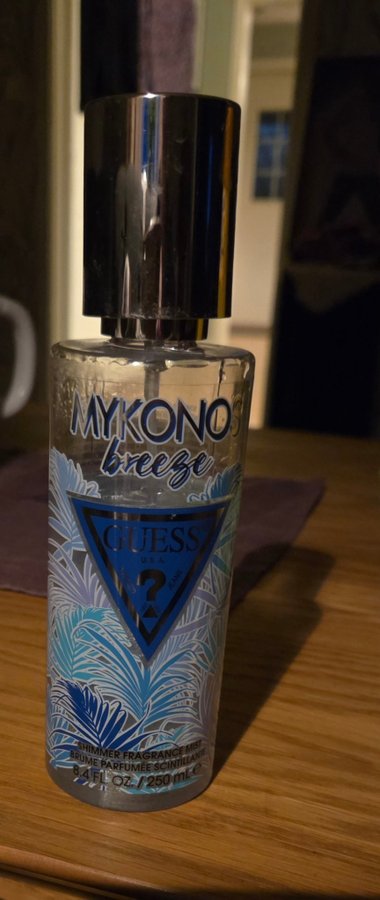 MYKONOS
breeze
GUESS
U.S.A.
?
SHIMMER FRAGRANCE MIST
BRUME PARFUMÉE SCINTILLANTE
8.4 FL. OZ. / 250 mL e